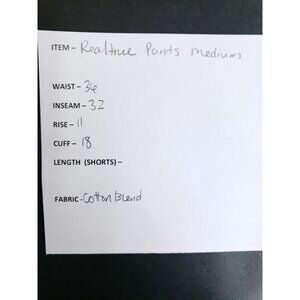 ITEM – Realtree Pants Medium
WAIST – 34
INSEAM – 32
RISE – 11
CUFF – 18
LENGTH (SHORTS) –
FABRIC - Cotton Blend